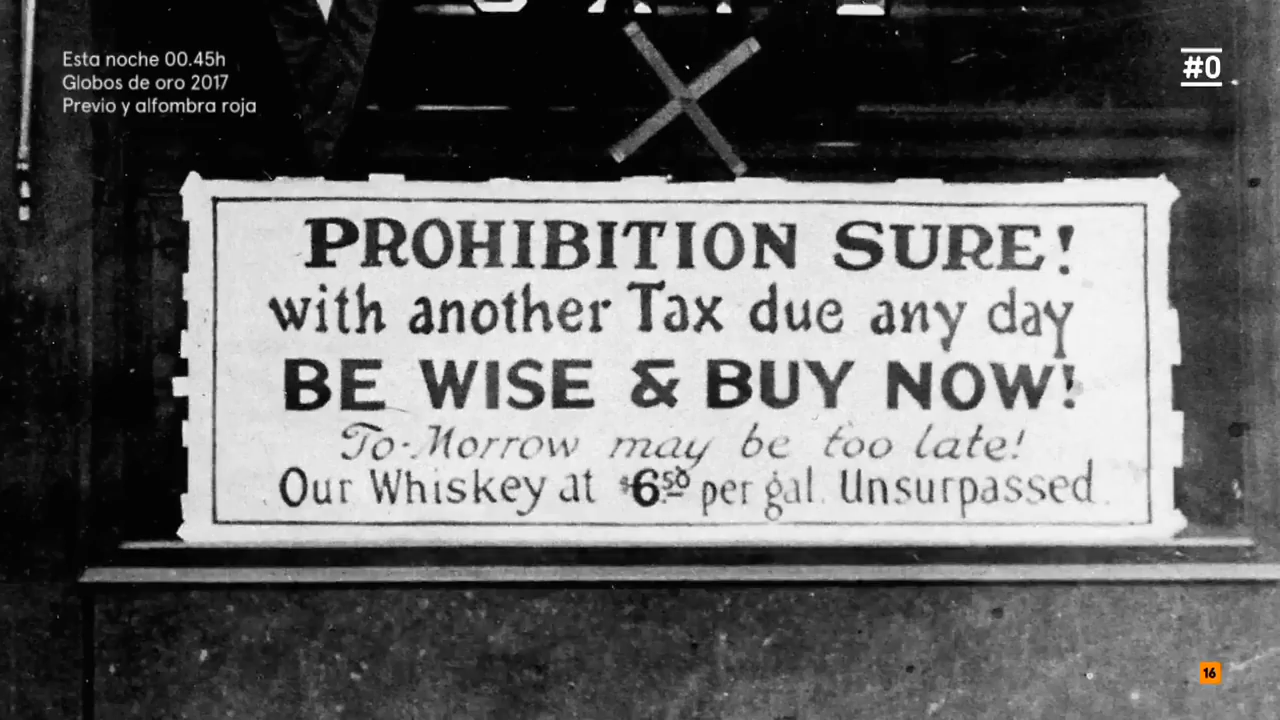 Esta noche 00.45h
Globos de oro 2017
Previo y alfombra roja
#0
PROHIBITION SURE!
with another Tax due any day
BE WISE & BUY NOW!
To-Morrow may be too late!
Our Whiskey at $6.50 per gal. Unsurpassed
16